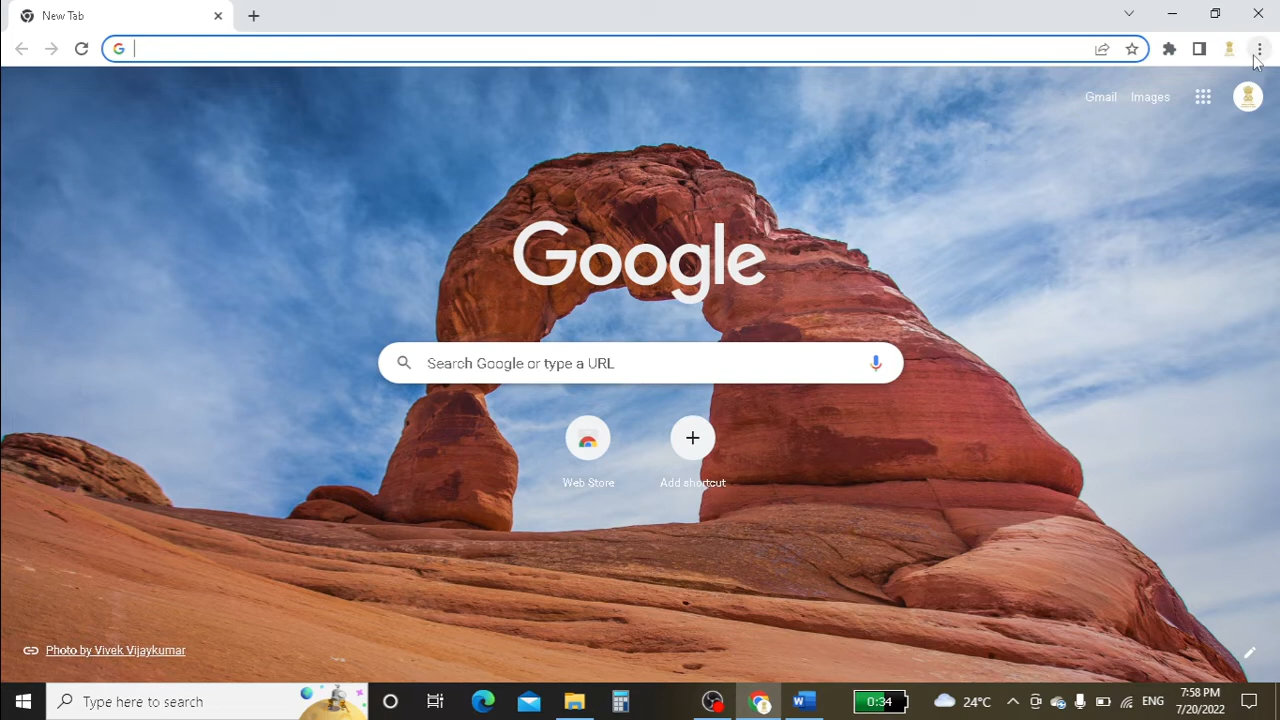 New Tab
Gmail Images
Google
Search Google or type a URL
Web Store
Add shortcut
Photo by Vivek Vijaykumar
Type here to search
0:34
24°C
ENG
7:58 PM
7/20/2022